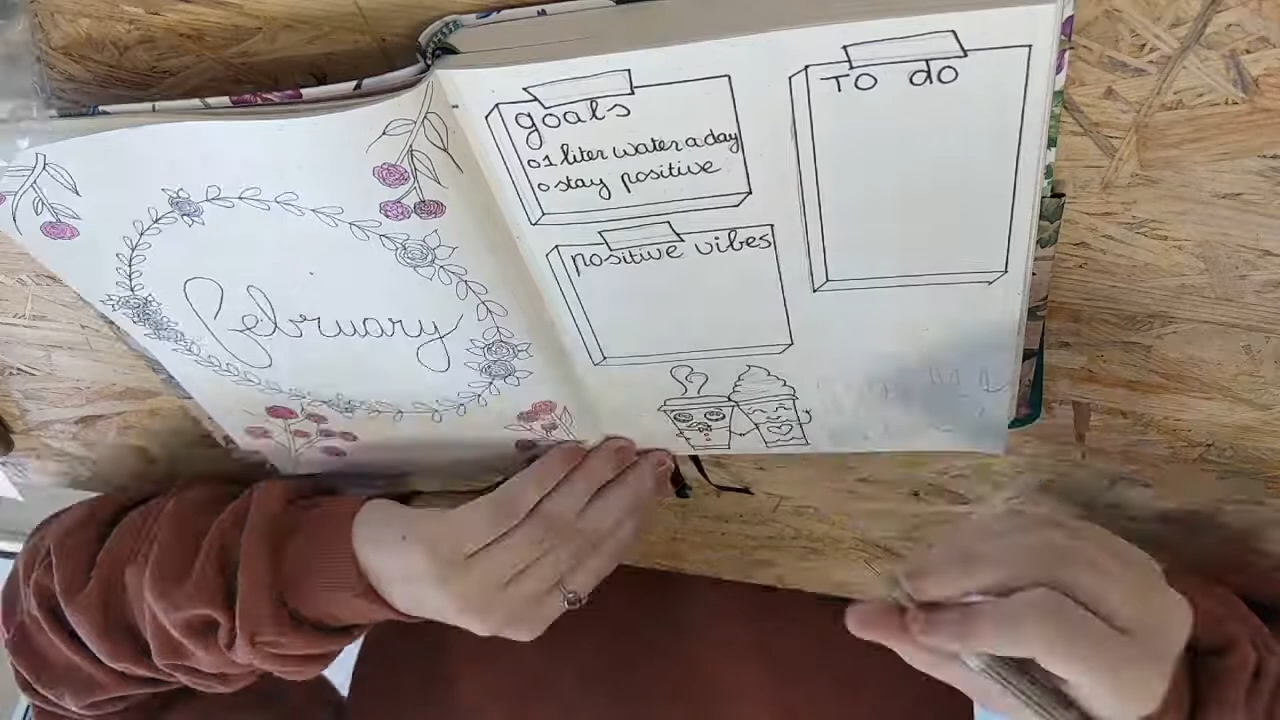 February
goals
o 1 liter water a day
o stay positive
positive vibes
To do